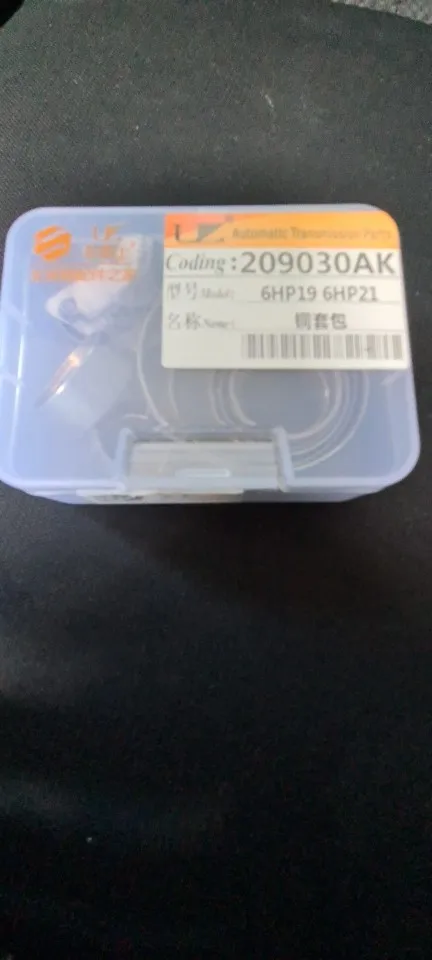 Automatic Transmission Parts
Coding:209030AK
型号Model: 6HP19 6HP21
名称Name: 铜套包